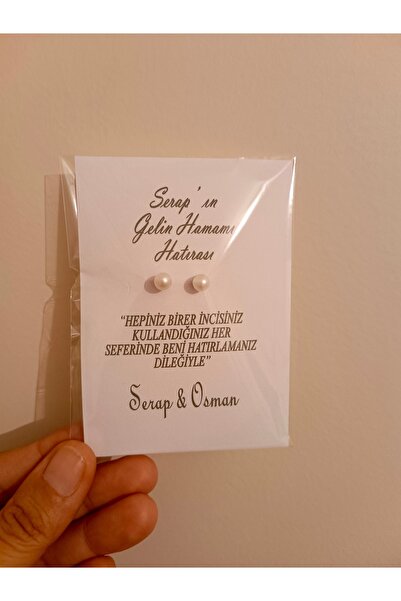 Serap'ın
Gelin Hamamı
Hatırası
“HEPİNİZ BİRER İNCİSİNİZ
KULLANDIĞINIZ HER
SEFERİNDE BENİ HATIRLAMANIZ
DİLEĞİYLE”
Serap & Osman